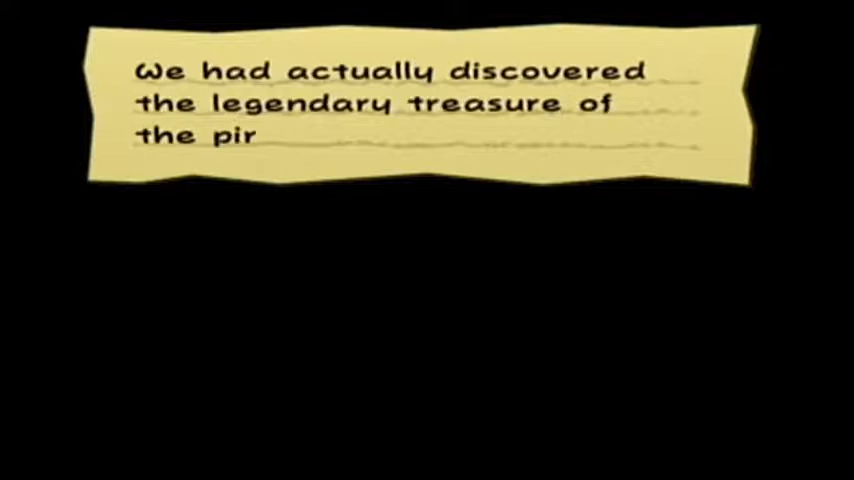 We had actually discovered
the legendary treasure of
the pir